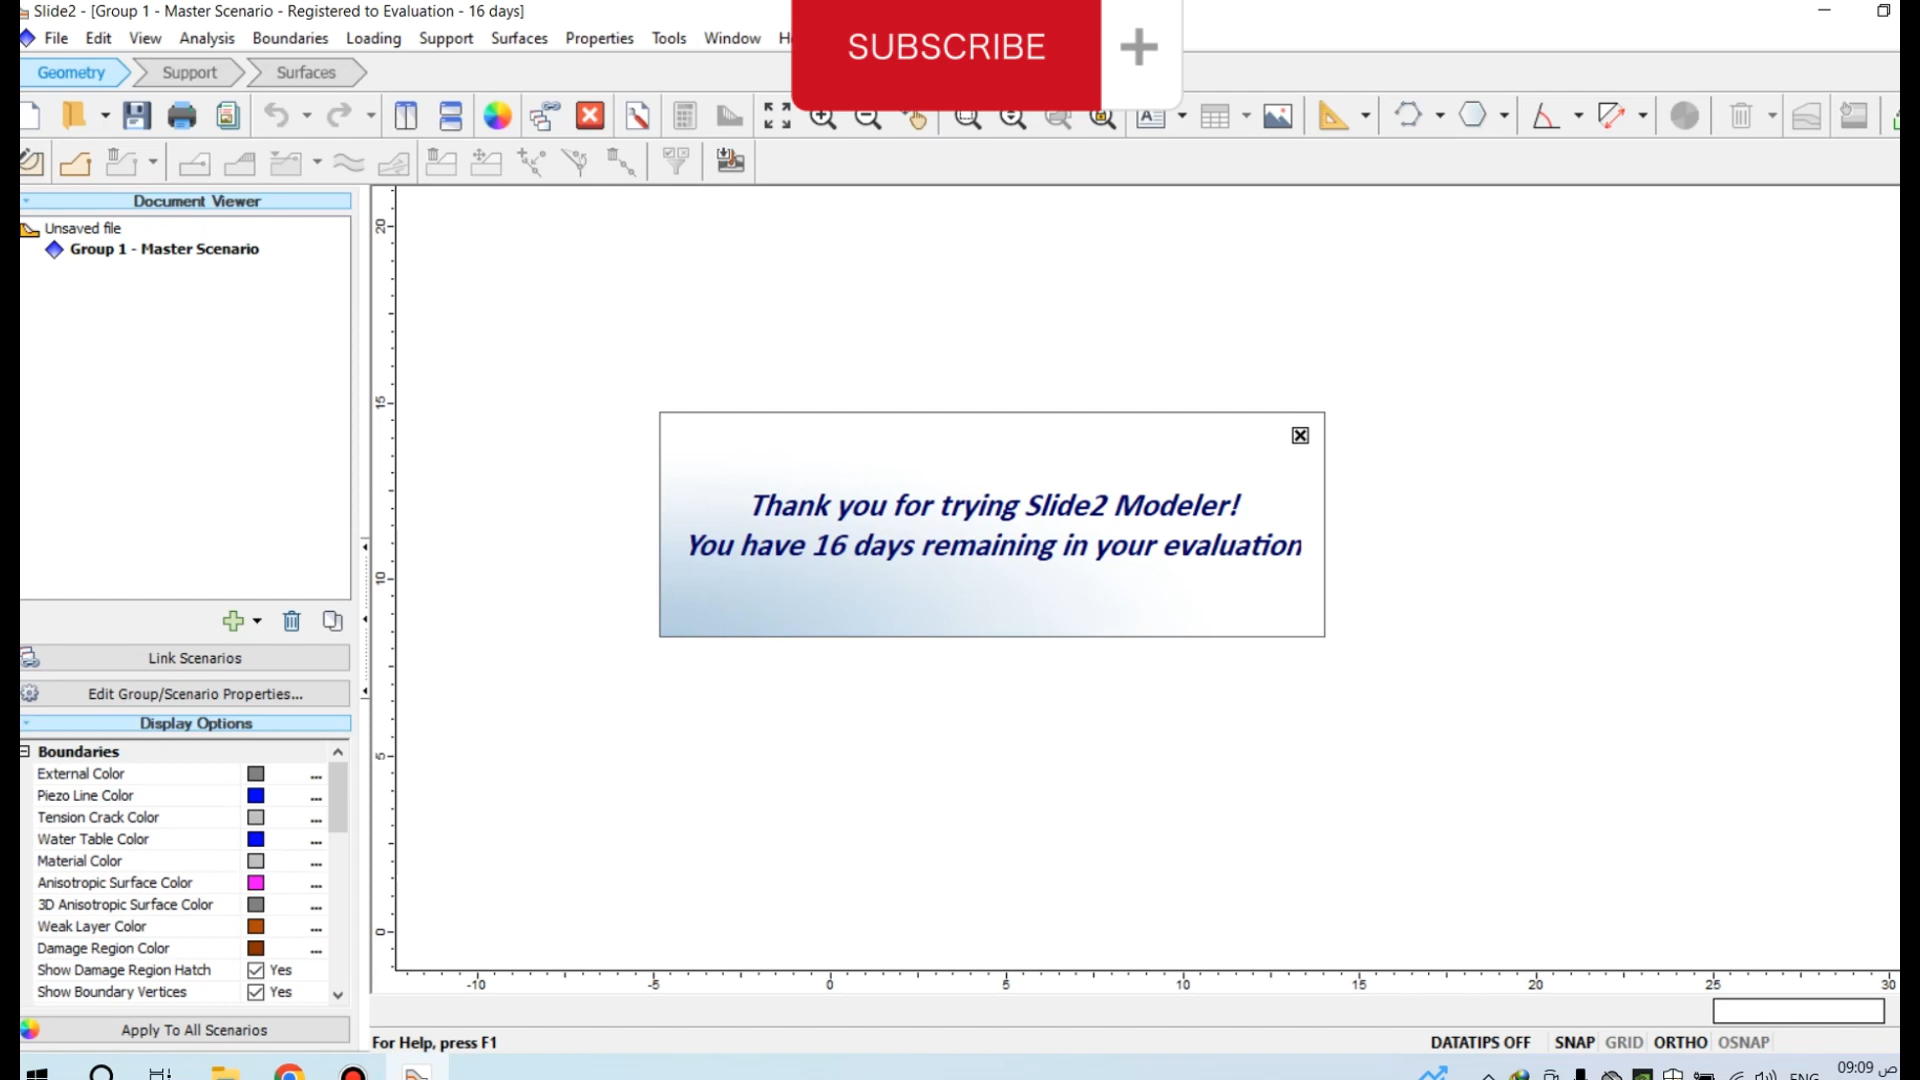 Slide2 - [Group 1 - Master Scenario - Registered to Evaluation - 16 days]
File Edit View Analysis Boundaries Loading Support Surfaces Properties Tools Window
SUBSCRIBE +
Geometry Support Surfaces
Document Viewer
Unsaved file
Group 1 - Master Scenario
Link Scenarios
Edit Group/Scenario Properties...
Display Options
Boundaries
External Color ...
Piezo Line Color ...
Tension Crack Color ...
Water Table Color ...
Material Color ...
Anisotropic Surface Color ...
3D Anisotropic Surface Color ...
Weak Layer Color ...
Damage Region Color ...
Show Damage Region Hatch Yes
Show Boundary Vertices Yes
Apply To All Scenarios
20
15
10
5
0
Thank you for trying Slide2 Modeler!
You have 16 days remaining in your evaluation
-10 -5 0 5 10 15 20 25 30
For Help, press F1
DATATIPS OFF SNAP GRID ORTHO OSNAP
ENG
09:09 ص